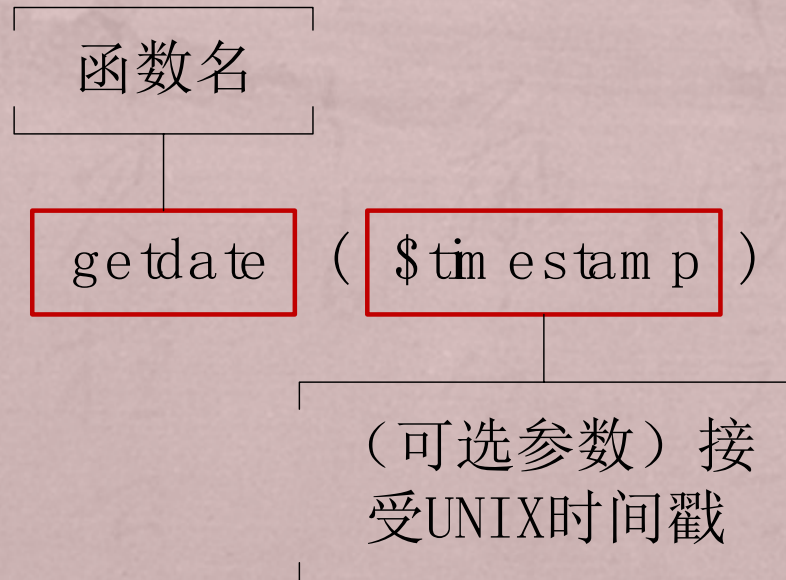 函数名
getdate ( $timestamp )
（可选参数）接
受UNIX时间戳